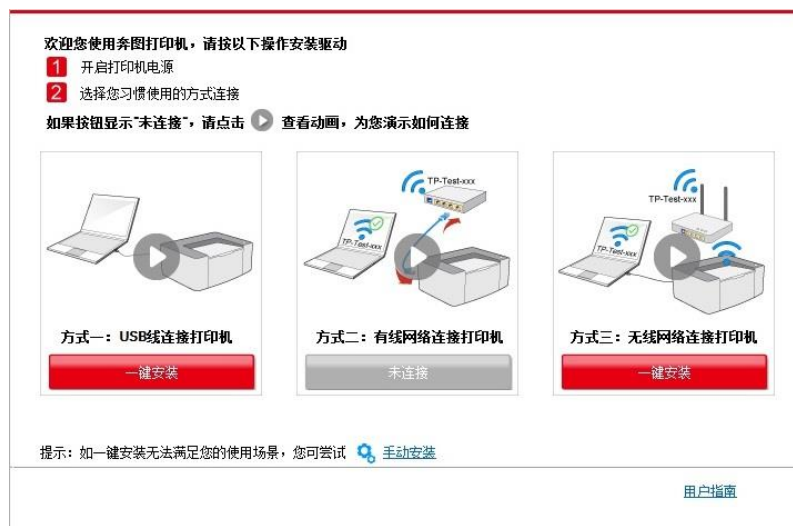 欢迎您使用奔图打印机，请按以下操作安装驱动
1 开启打印机电源
2 选择您习惯使用的方式连接
如果按钮显示"未连接"，请点击 查看动画，为您演示如何连接
TP-Test-xxx
TP-Test-xxx
TP-Test-xxx
TP-Test-xxx
方式一：USB线连接打印机
方式二：有线网络连接打印机
方式三：无线网络连接打印机
一键安装
未连接
一键安装
提示：如一键安装无法满足您的使用场景，您可尝试 手动安装
用户指南